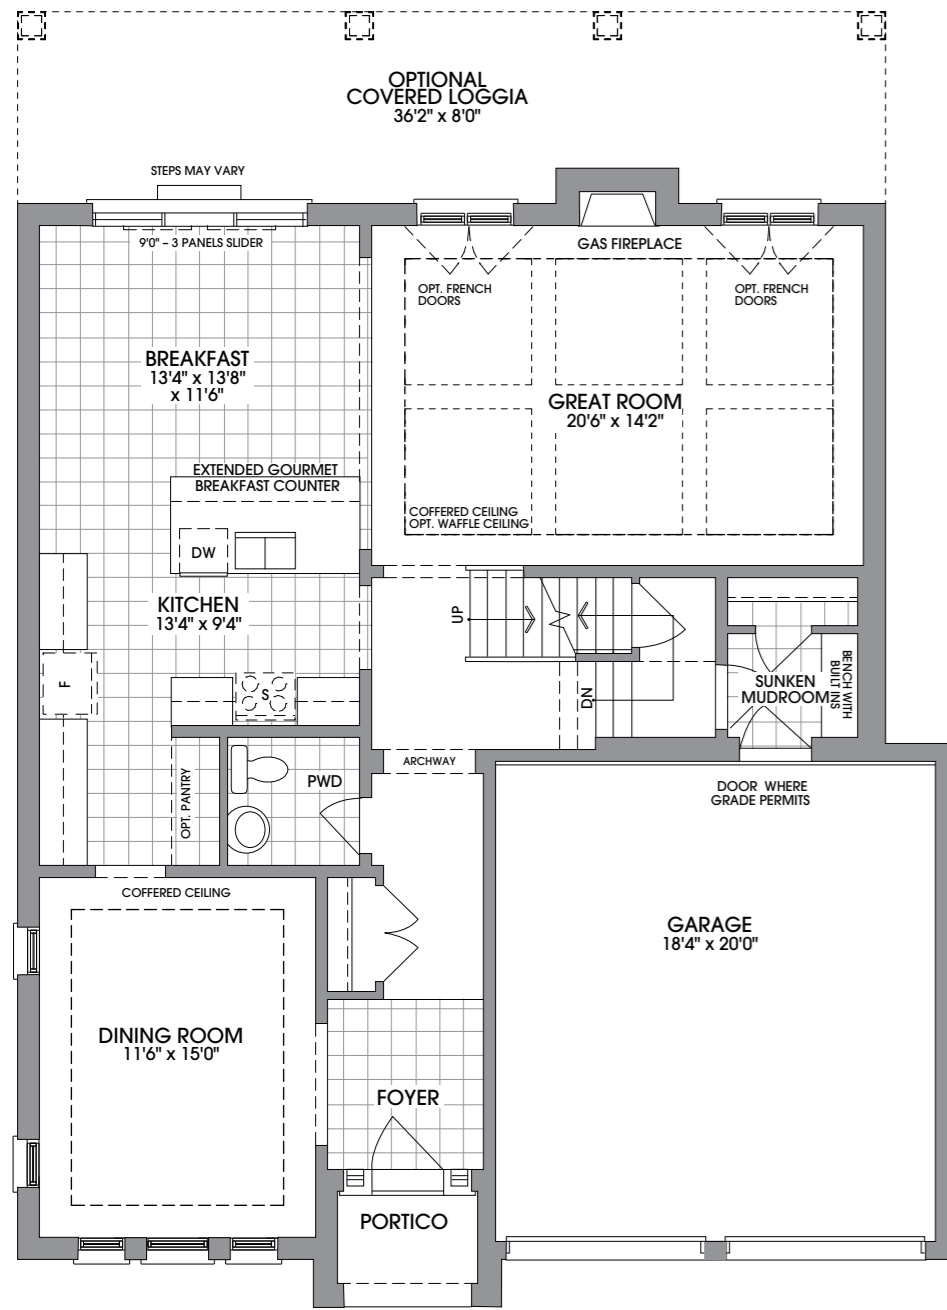 OPTIONAL
COVERED LOGGIA
36'2" x 8'0"
STEPS MAY VARY
9'0" – 3 PANELS SLIDER
GAS FIREPLACE
OPT. FRENCH
DOORS
OPT. FRENCH
DOORS
BREAKFAST
13'4" x 13'8"
x 11'6"
GREAT ROOM
20'6" x 14'2"
EXTENDED GOURMET
BREAKFAST COUNTER
COFFERED CEILING
OPT. WAFFLE CEILING
DW
KITCHEN
13'4" x 9'4"
UP
F
S
DN
SUNKEN
MUDROOM
BENCH WITH
BUILT INS
ARCHWAY
PWD
OPT. PANTRY
DOOR WHERE
GRADE PERMITS
COFFERED CEILING
GARAGE
18'4" x 20'0"
DINING ROOM
11'6" x 15'0"
FOYER
PORTICO